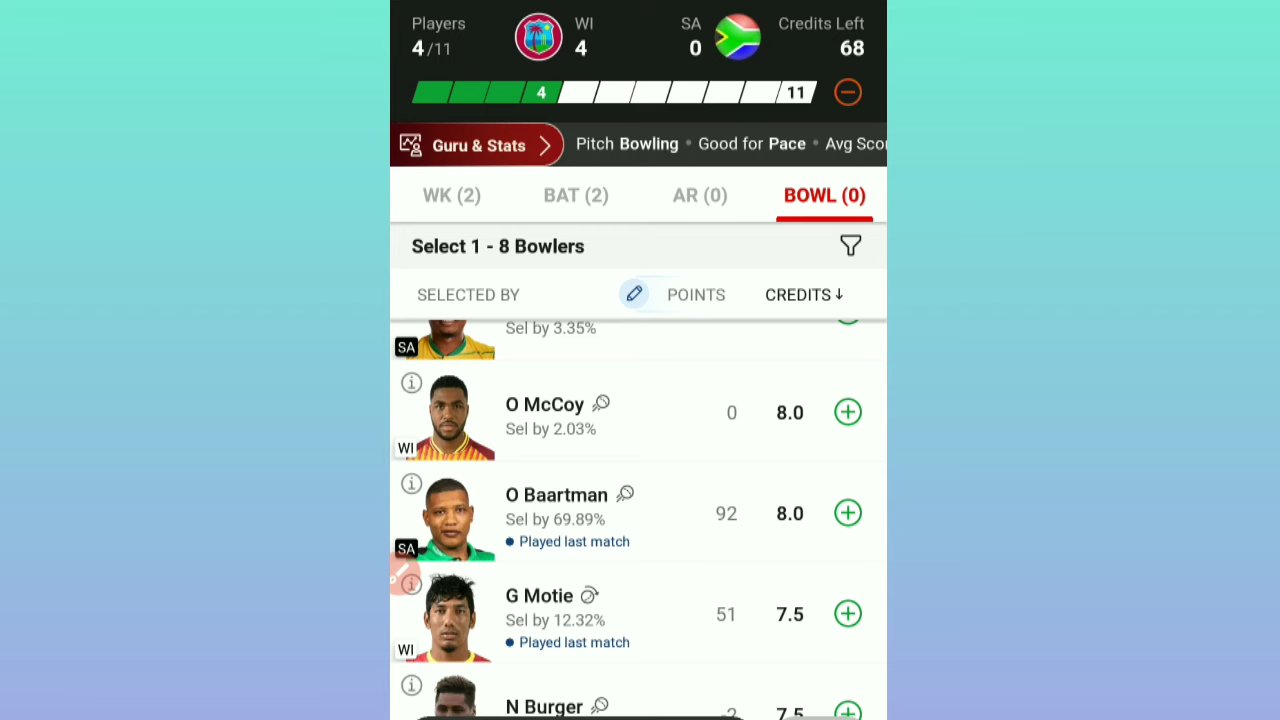 Players WI SA Credits Left
4/11 4 0 68
4 11
Guru & Stats Pitch Bowling • Good for Pace • Avg Scor
WK (2) BAT (2) AR (0) BOWL (0)
Select 1 - 8 Bowlers
SELECTED BY POINTS CREDITS↓
Sel by 3.35%
SA
O McCoy 0 8.0
Sel by 2.03%
WI
O Baartman 92 8.0
Sel by 69.89%
SA • Played last match
G Motie 51 7.5
Sel by 12.32%
WI • Played last match
N Burger -2 7.5